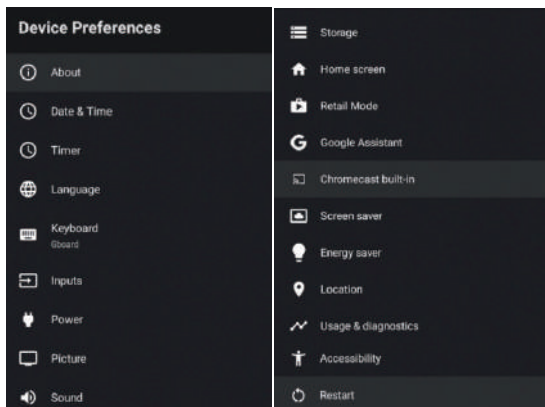 Device Preferences
About
Date & Time
Timer
Language
Keyboard
Gboard
Inputs
Power
Picture
Sound
Storage
Home screen
Retail Mode
Google Assistant
Chromecast built-in
Screen saver
Energy saver
Location
Usage & diagnostics
Accessibility
Restart